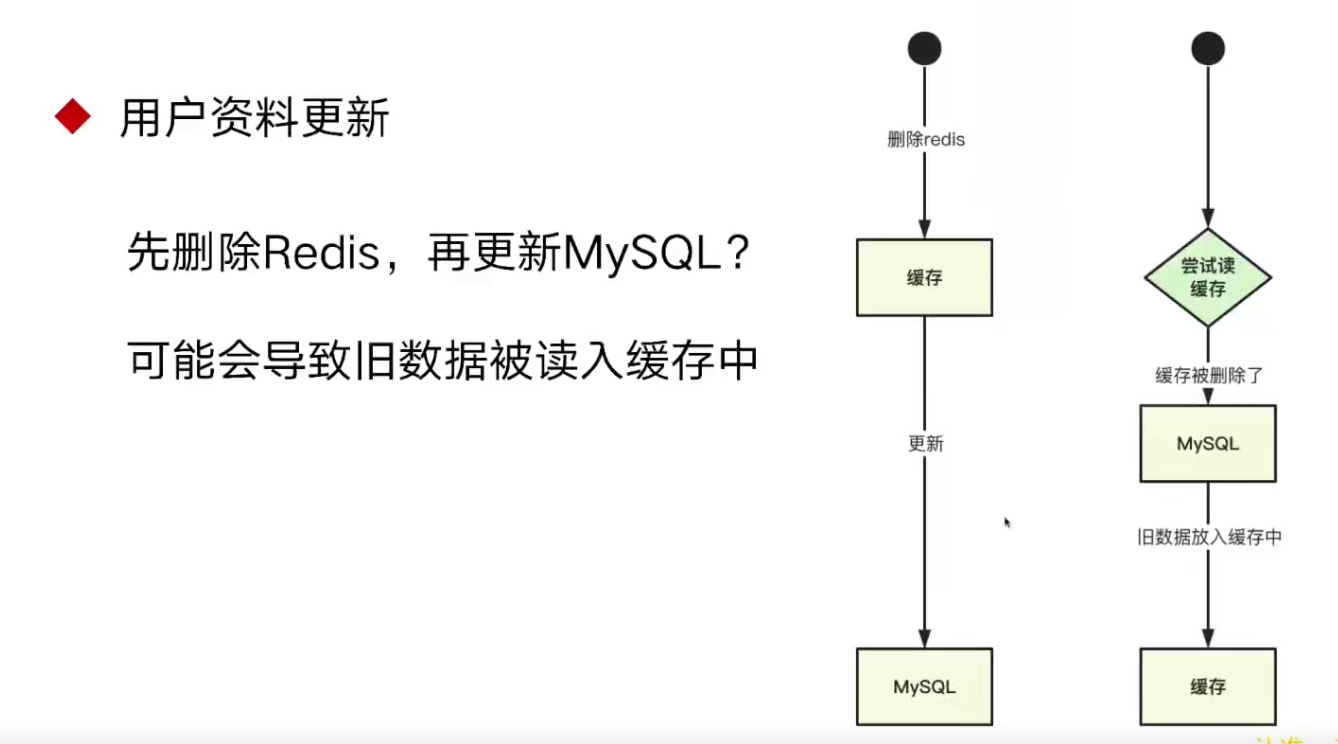 用户资料更新
先删除Redis，再更新MySQL？
可能会导致旧数据被读入缓存中
删除redis
缓存
更新
MySQL
尝试读
缓存
缓存被删除了
MySQL
旧数据放入缓存中
缓存